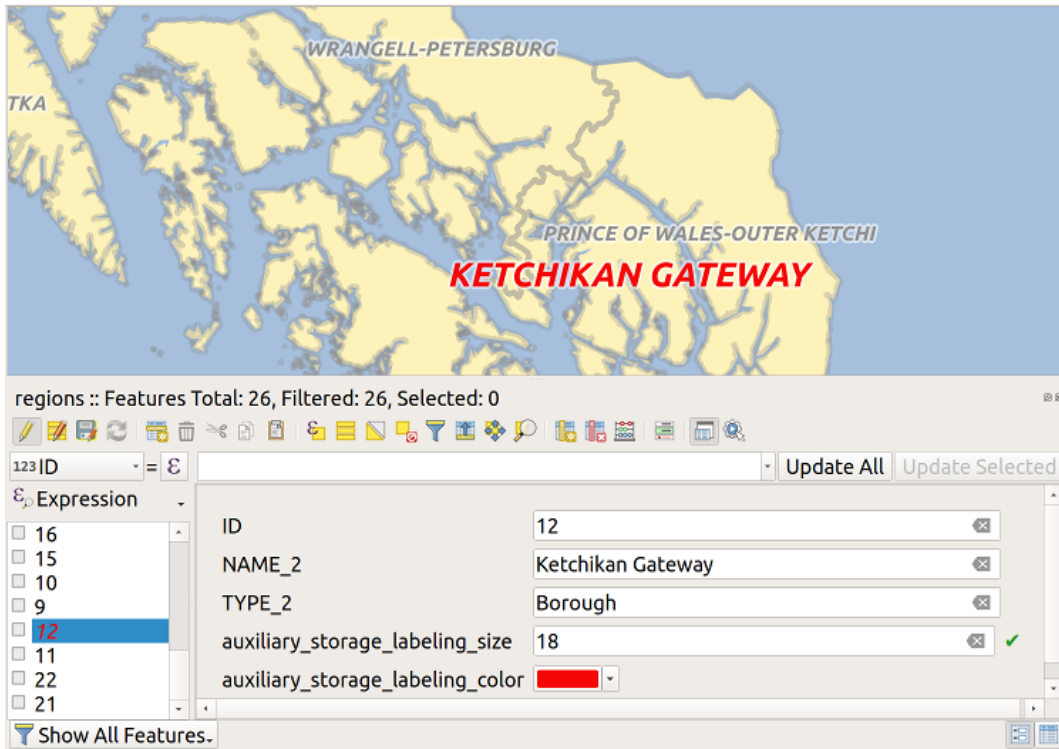 WRANGELL-PETERSBURG
TKA
PRINCE OF WALES-OUTER KETCHI
KETCHIKAN GATEWAY
regions :: Features Total: 26, Filtered: 26, Selected: 0
123 ID = ε Update All Update Selected
ε Expression
16
15
10
9
12
11
22
21
ID 12
NAME_2 Ketchikan Gateway
TYPE_2 Borough
auxiliary_storage_labeling_size 18
auxiliary_storage_labeling_color
Show All Features